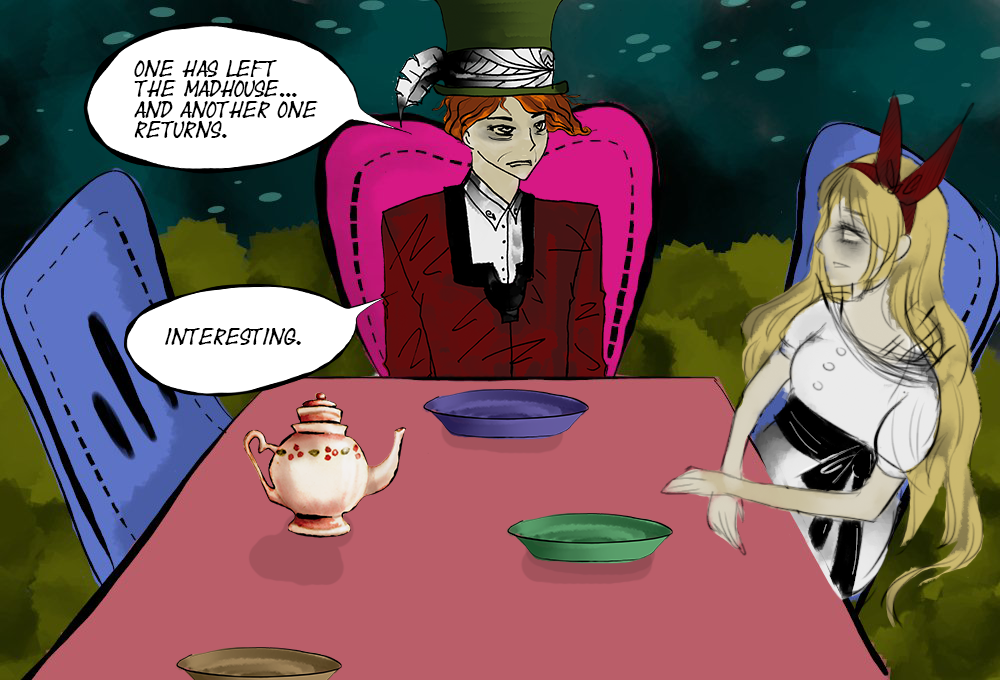 ONE HAS LEFT
THE MADHOUSE...
AND ANOTHER ONE
RETURNS.
INTERESTING.